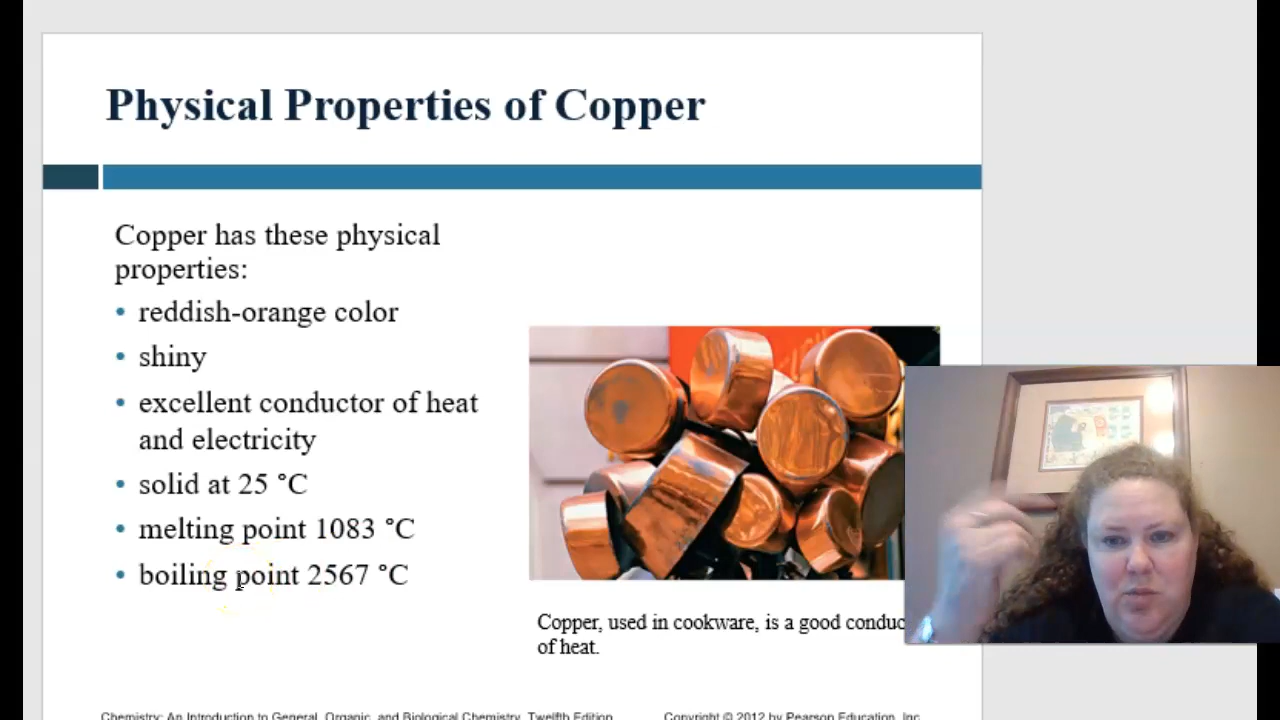 Physical Properties of Copper
Copper has these physical
properties:
• reddish-orange color
• shiny
• excellent conductor of heat
and electricity
• solid at 25 °C
• melting point 1083 °C
• boiling point 2567 °C
Copper, used in cookware, is a good conduc
of heat.
Chemistry: An Introduction to General, Organic, and Biological Chemistry, Twelfth Edition
Copyright © 2012 by Pearson Education, Inc.